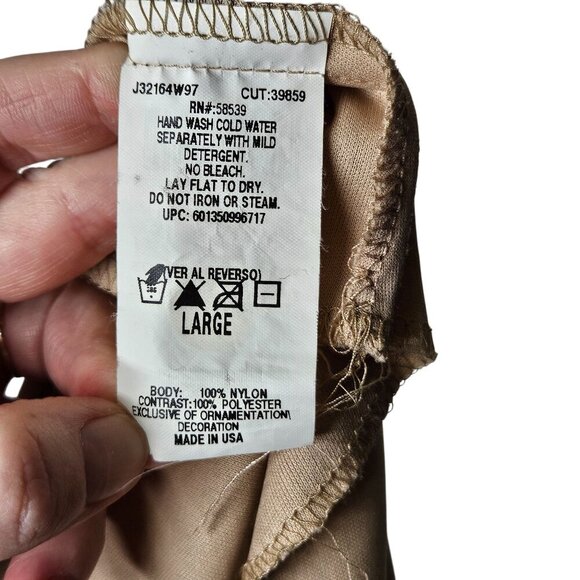 J32164W97 CUT:39859
RN#:58539
HAND WASH COLD WATER
SEPARATELY WITH MILD
DETERGENT.
NO BLEACH.
LAY FLAT TO DRY.
DO NOT IRON OR STEAM.
UPC: 601350996717
(VER AL REVERSO)
LARGE
BODY: 100% NYLON
CONTRAST:100% POLYESTER
EXCLUSIVE OF ORNAMENTATION\
DECORATION
MADE IN USA